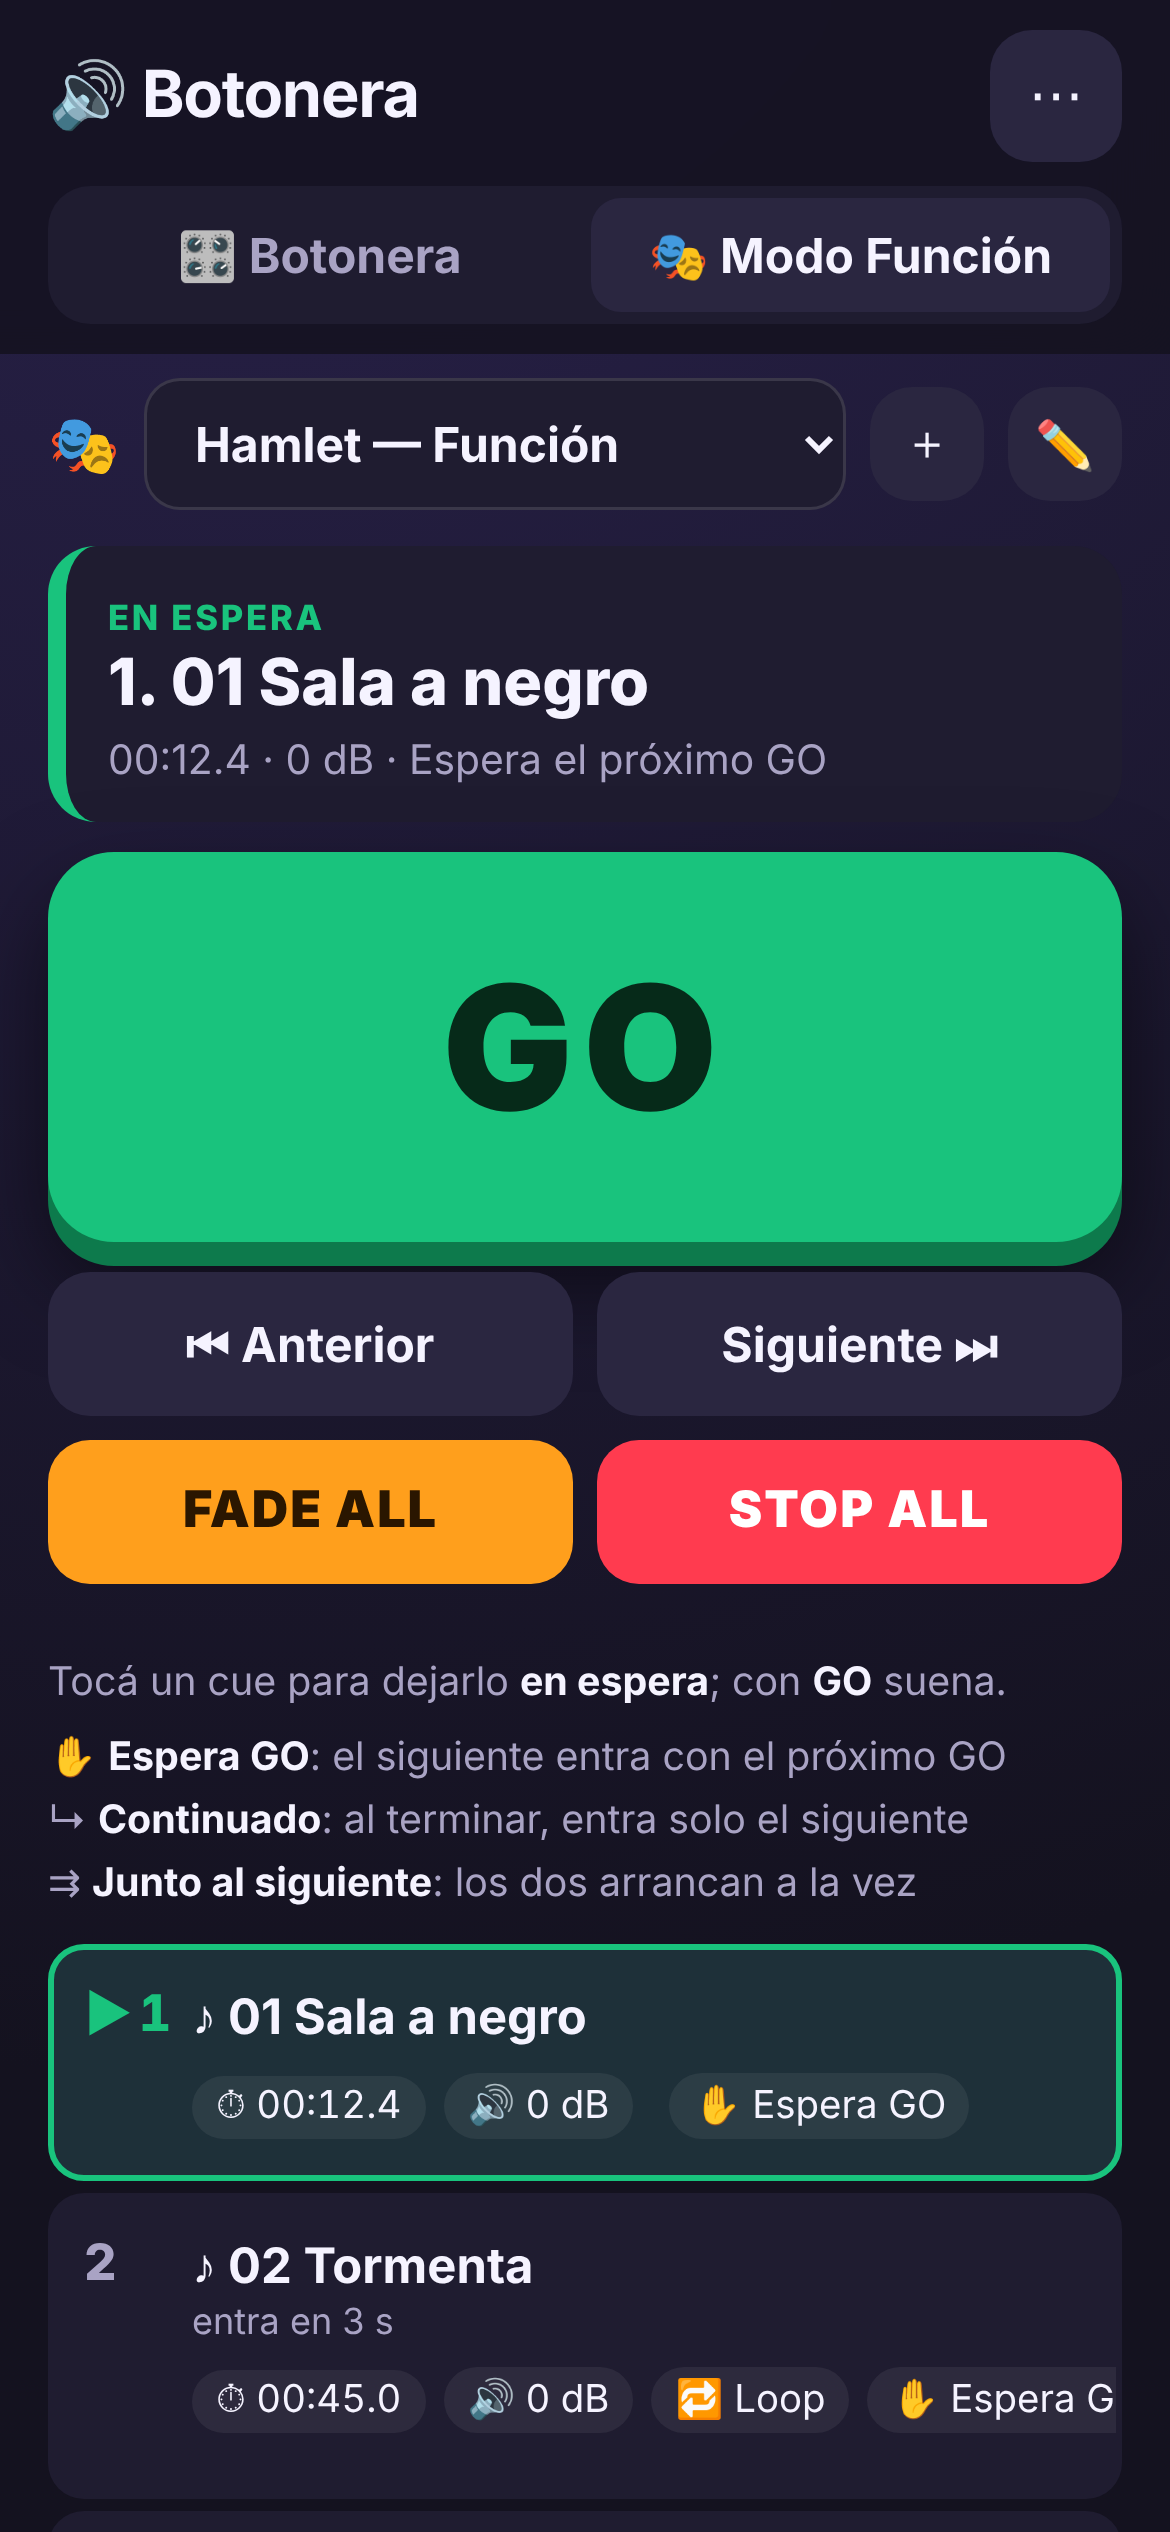 🔊 Botonera
⋯
🎛️ Botonera
🎭 Modo Función
🎭 Hamlet — Función
+ ✏️
EN ESPERA
1. 01 Sala a negro
00:12.4 · 0 dB · Espera el próximo GO
GO
⏮ Anterior
Siguiente ⏭
FADE ALL
STOP ALL
Tocá un cue para dejarlo en espera; con GO suena.
✋ Espera GO: el siguiente entra con el próximo GO
↳ Continuado: al terminar, entra solo el siguiente
⇉ Junto al siguiente: los dos arrancan a la vez
▶ 1 ♪ 01 Sala a negro
⏱ 00:12.4 🔊 0 dB ✋ Espera GO
2 ♪ 02 Tormenta
entra en 3 s
⏱ 00:45.0 🔊 0 dB 🔁 Loop ✋ Espera G